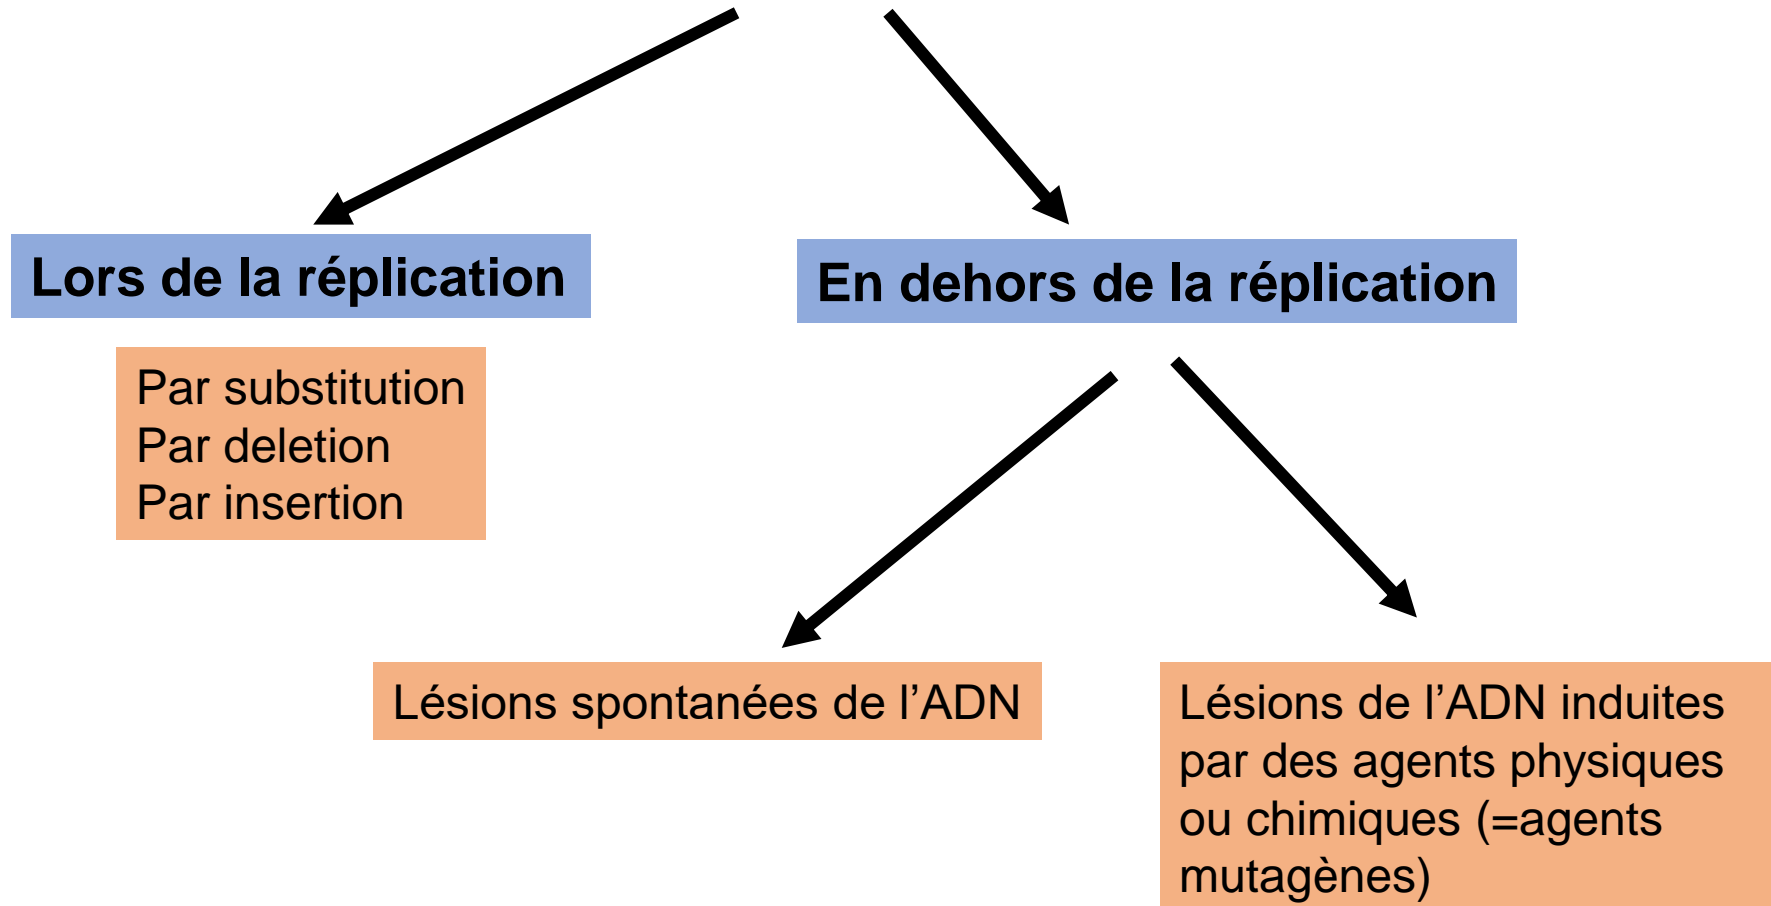 Lors de la réplication
En dehors de la réplication
Par substitution
Par deletion
Par insertion
Lésions spontanées de l’ADN
Lésions de l’ADN induites
par des agents physiques
ou chimiques (=agents
mutagènes)